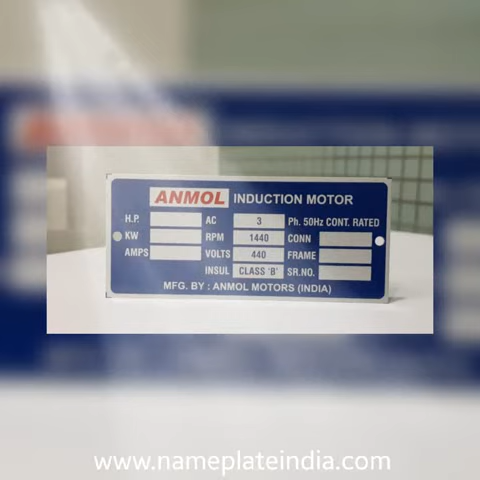 ANMOL INDUCTION MOTOR
H.P. AC 3 Ph. 50Hz CONT. RATED
KW RPM 1440 CONN
AMPS VOLTS 440 FRAME
INSUL CLASS 'B' SR.NO.
MFG. BY : ANMOL MOTORS (INDIA)
www.nameplateindia.com